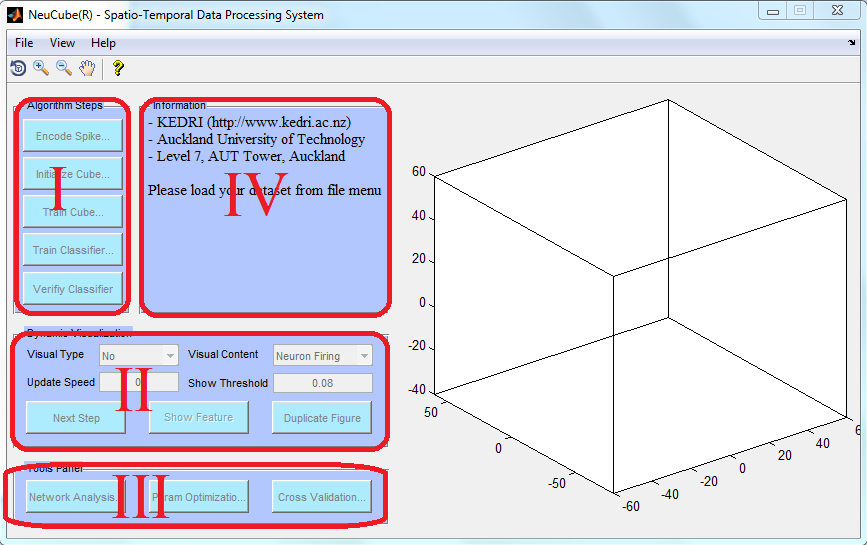 NeuCube(R) - Spatio-Temporal Data Processing System
File View Help
Algorithm Steps
Encode Spike...
Initialize Cube...
Train Cube...
Train Classifier...
Verifiy Classifier
I
Information
- KEDRI (http://www.kedri.ac.nz)
- Auckland University of Technology
- Level 7, AUT Tower, Auckland
Please load your dataset from file menu
IV
Dynamic Visualization
Visual Type No Visual Content Neuron Firing
Update Speed 0 Show Threshold 0.08
Next Step Show Feature Duplicate Figure
II
Tools Panel
Network Analysis... Param Optimizatio... Cross Validation...
III
60
40
20
0
-20
-40
50
0
-50
-60 -40 -20 0 20 40 6